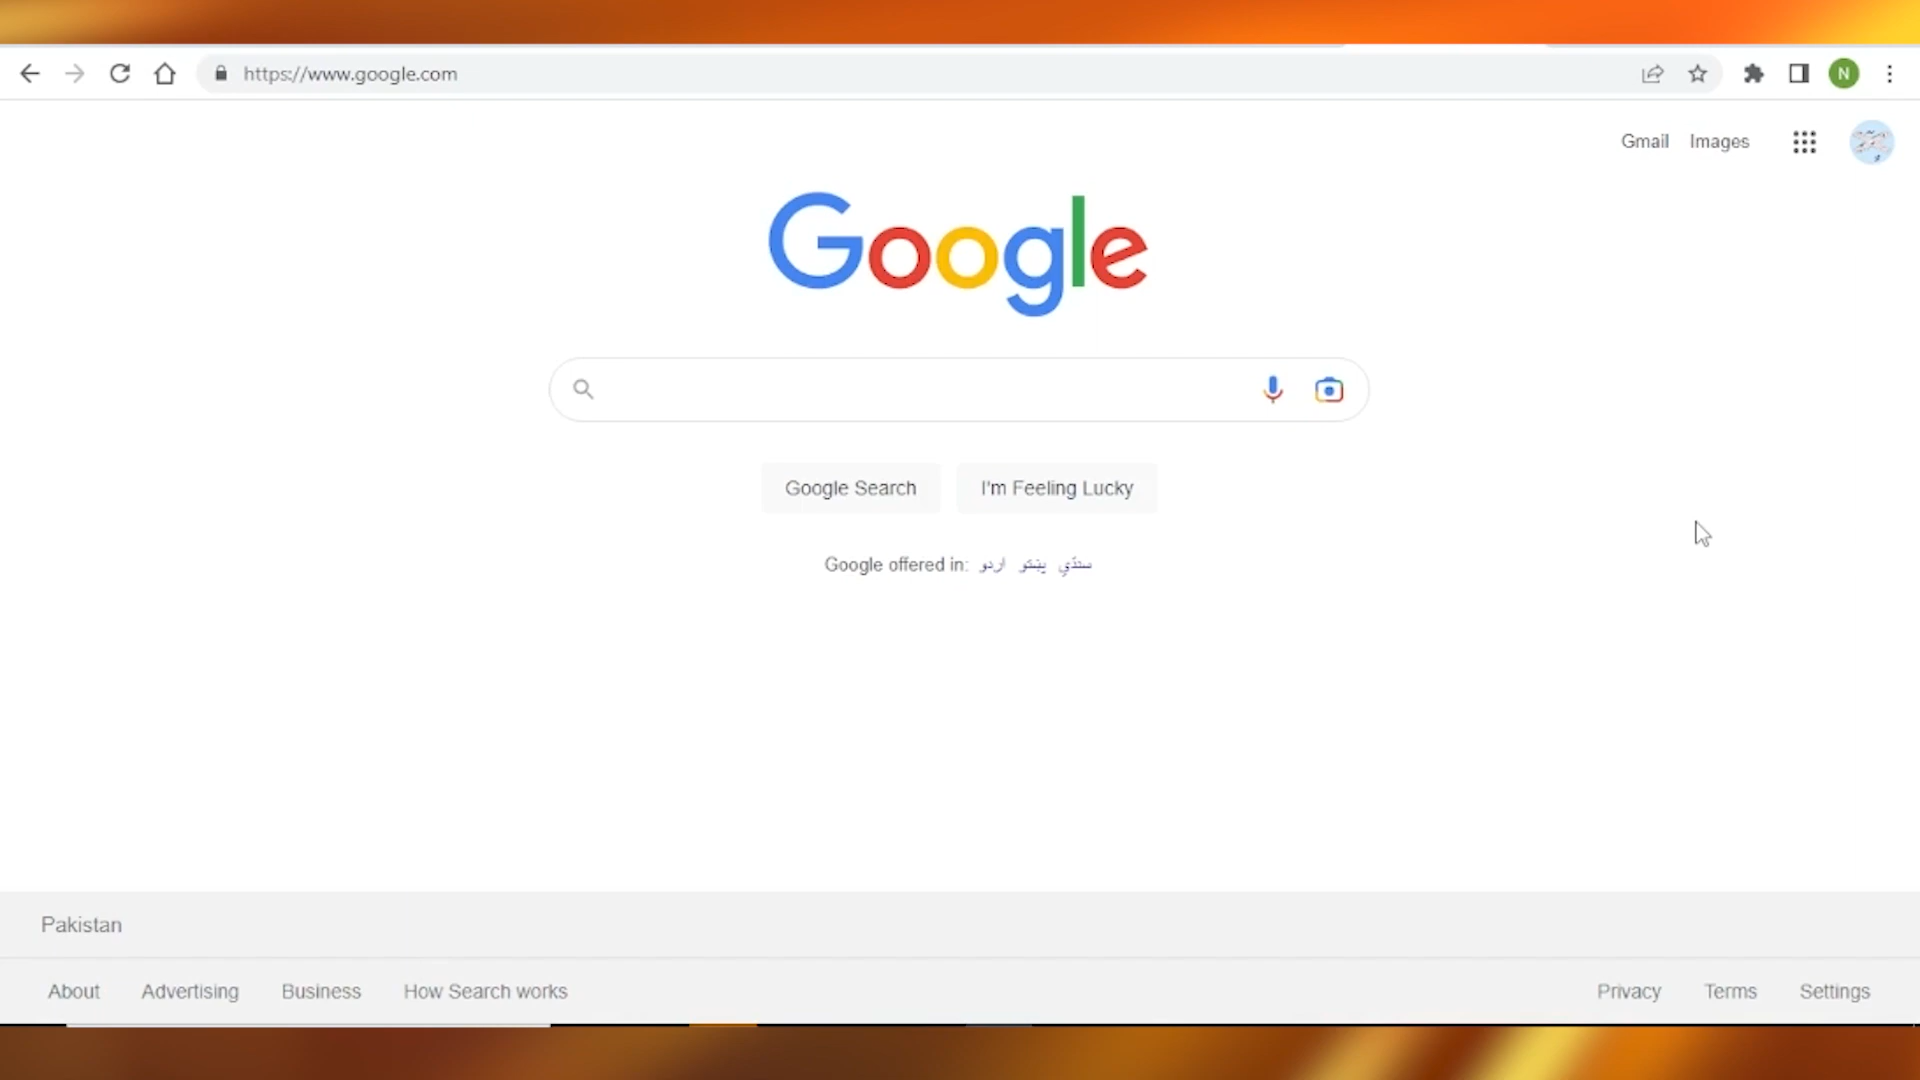 https://www.google.com
N
Gmail Images
Google
Google Search I'm Feeling Lucky
Google offered in: اردو پښتو سنڌي
Pakistan
About Advertising Business How Search works Privacy Terms Settings